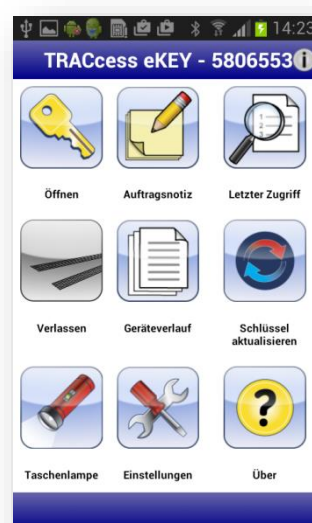 14:23
TRACcess eKEY - 5806553
Öffnen
Auftragsnotiz
Letzter Zugriff
Verlassen
Geräteverlauf
Schlüssel
aktualisieren
Taschenlampe
Einstellungen
Über